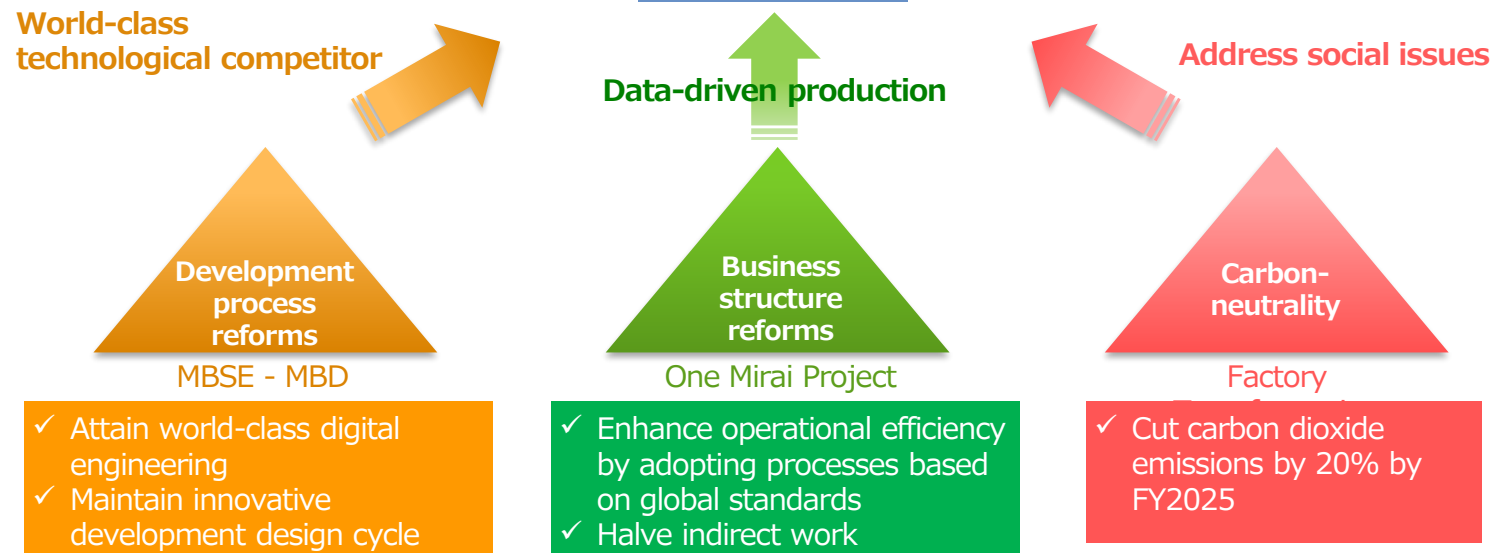 World-class
technological competitor
Data-driven production
Address social issues
Development
process
reforms
MBSE - MBD
✓ Attain world-class digital
engineering
✓ Maintain innovative
development design cycle
Business
structure
reforms
One Mirai Project
✓ Enhance operational efficiency
by adopting processes based
on global standards
✓ Halve indirect work
Carbon-
neutrality
Factory
✓ Cut carbon dioxide
emissions by 20% by
FY2025